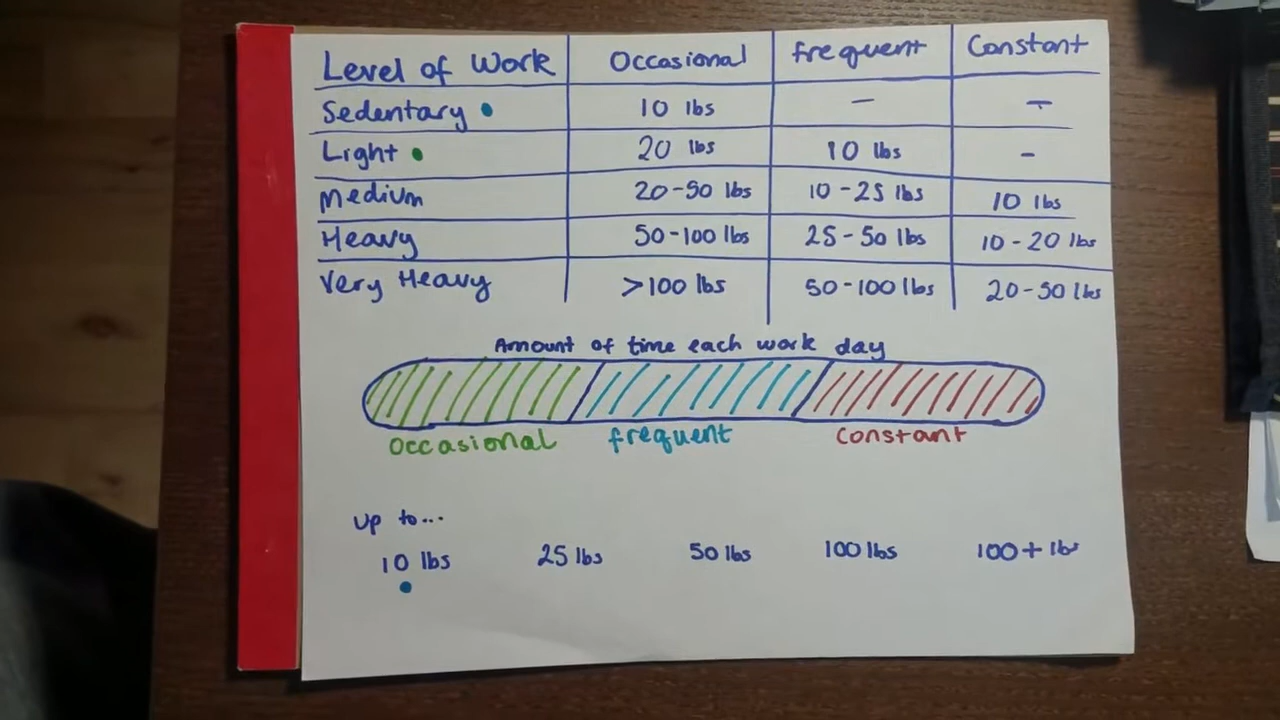 Level of Work Occasional frequent Constant
Sedentary 10 lbs — —
Light 20 lbs 10 lbs -
Medium 20-50 lbs 10-25 lbs 10 lbs
Heavy 50-100 lbs 25-50 lbs 10-20 lbs
Very Heavy >100 lbs 50-100 lbs 20-50 lbs
Amount of time each work day
Occasional frequent Constant
up to...
10 lbs 25 lbs 50 lbs 100 lbs 100+ lbs